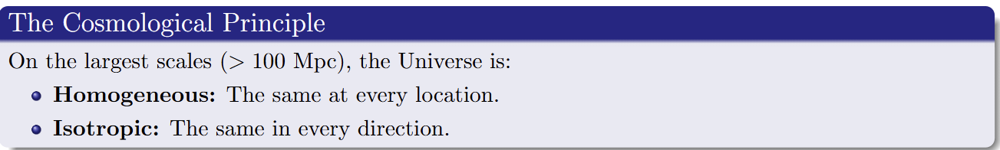 The Cosmological Principle
On the largest scales (> 100 Mpc), the Universe is:
Homogeneous: The same at every location.
Isotropic: The same in every direction.